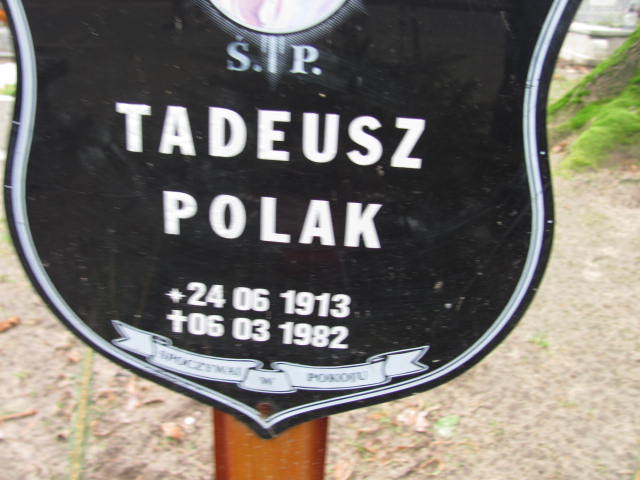 Ś. P.
TADEUSZ
POLAK
*24 06 1913
✝06 03 1982
SPOCZYWAJ W POKOJU